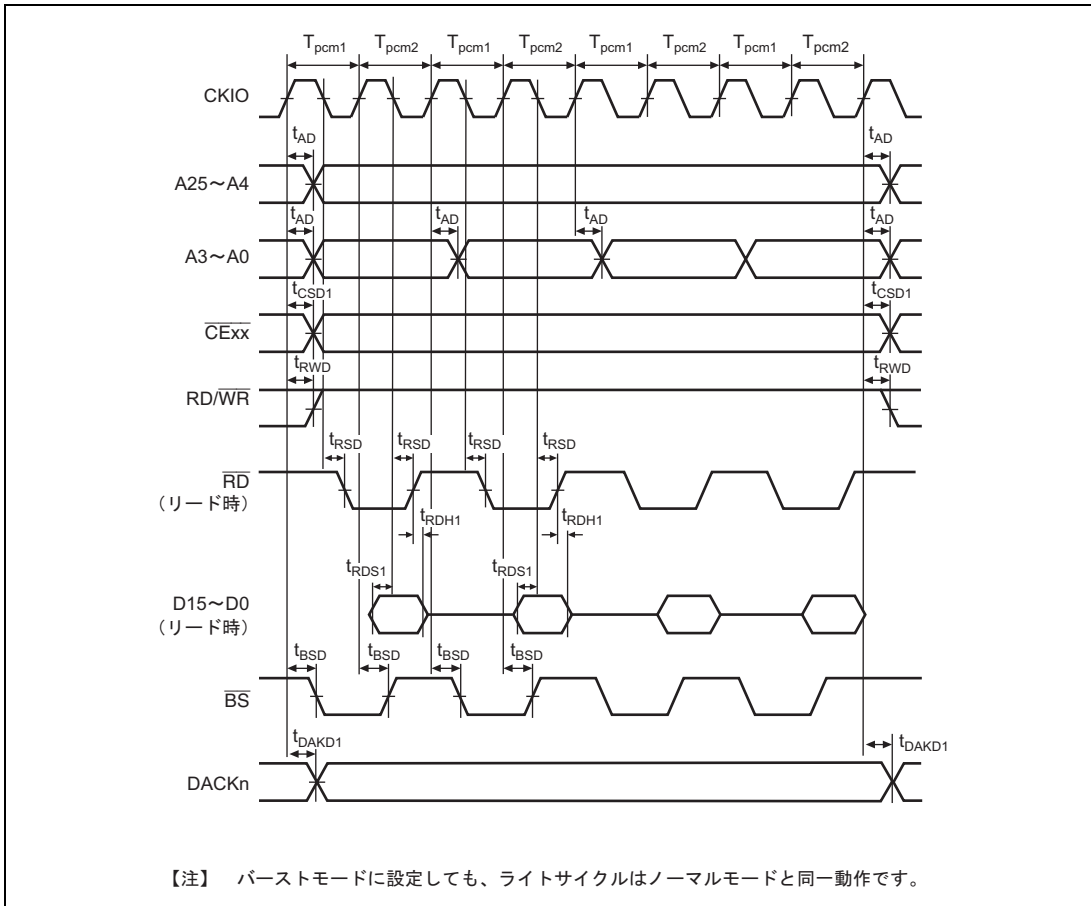 Tpcm1 Tpcm2 Tpcm1 Tpcm2 Tpcm1 Tpcm2 Tpcm1 Tpcm2
CKIO
tAD tAD
A25～A4
tAD tAD tAD tAD
A3～A0
tCSD1 tCSD1
CExx
tRWD tRWD
RD/WR
tRSD tRSD tRSD tRSD
RD
（リード時）
tRDH1 tRDH1
tRDS1 tRDS1
D15～D0
（リード時）
tBSD tBSD tBSD tBSD
BS
tDAKD1 tDAKD1
DACKn
【注】 バーストモードに設定しても、ライトサイクルはノーマルモードと同一動作です。